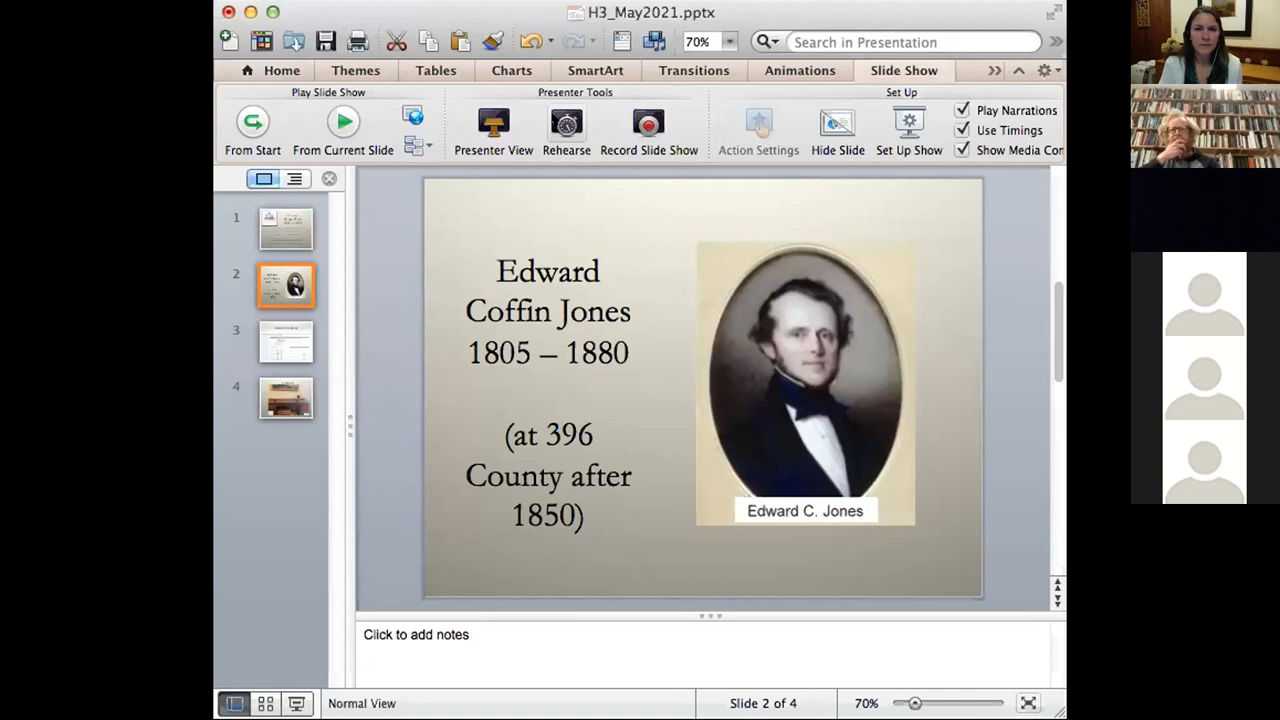 H3_May2021.pptx
70%
Search in Presentation
Home
Themes
Tables
Charts
SmartArt
Transitions
Animations
Slide Show
Play Slide Show
Presenter Tools
Set Up
From Start
From Current Slide
Presenter View
Rehearse
Record Slide Show
Action Settings
Hide Slide
Set Up Show
Play Narrations
Use Timings
Show Media Con
1
2
3
4
Edward
Coffin Jones
1805 – 1880
(at 396
County after
1850)
Edward C. Jones
Click to add notes
Normal View
Slide 2 of 4
70%